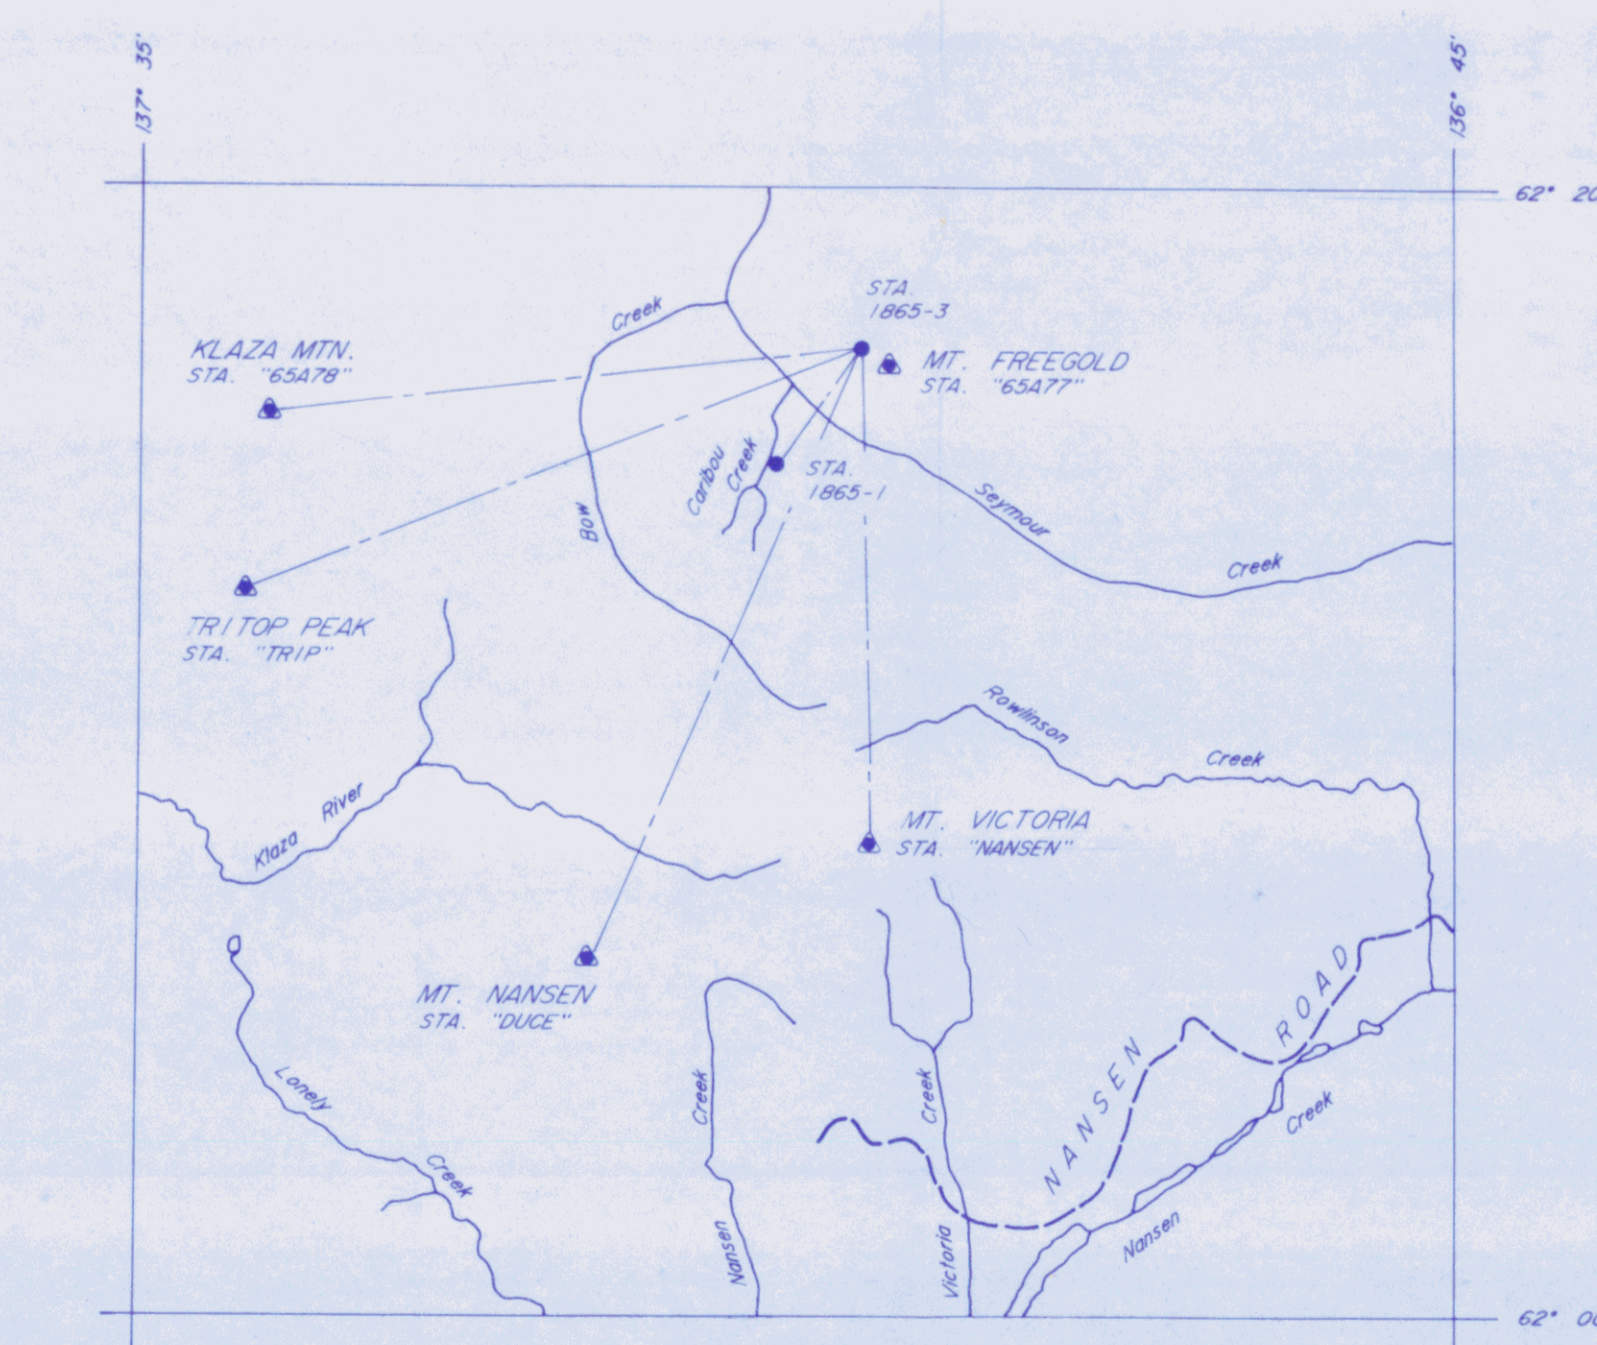 137° 35'
136° 45'
62° 20
STA.
1865-3
Creek
KLAZA MTN.
STA. "65A78"
MT. FREEGOLD
STA. "65A77"
Caribou
Creek
STA.
1865-1
Bow
Seymour
Creek
TRITOP PEAK
STA. "TRIP"
Rowlinson
Creek
Klaza River
MT. VICTORIA
STA. "NANSEN"
MT. NANSEN
STA. "DUCE"
NANSEN ROAD
Lonely
Creek
Creek
Nansen
Creek
Victoria
Creek
Nansen
62° 00